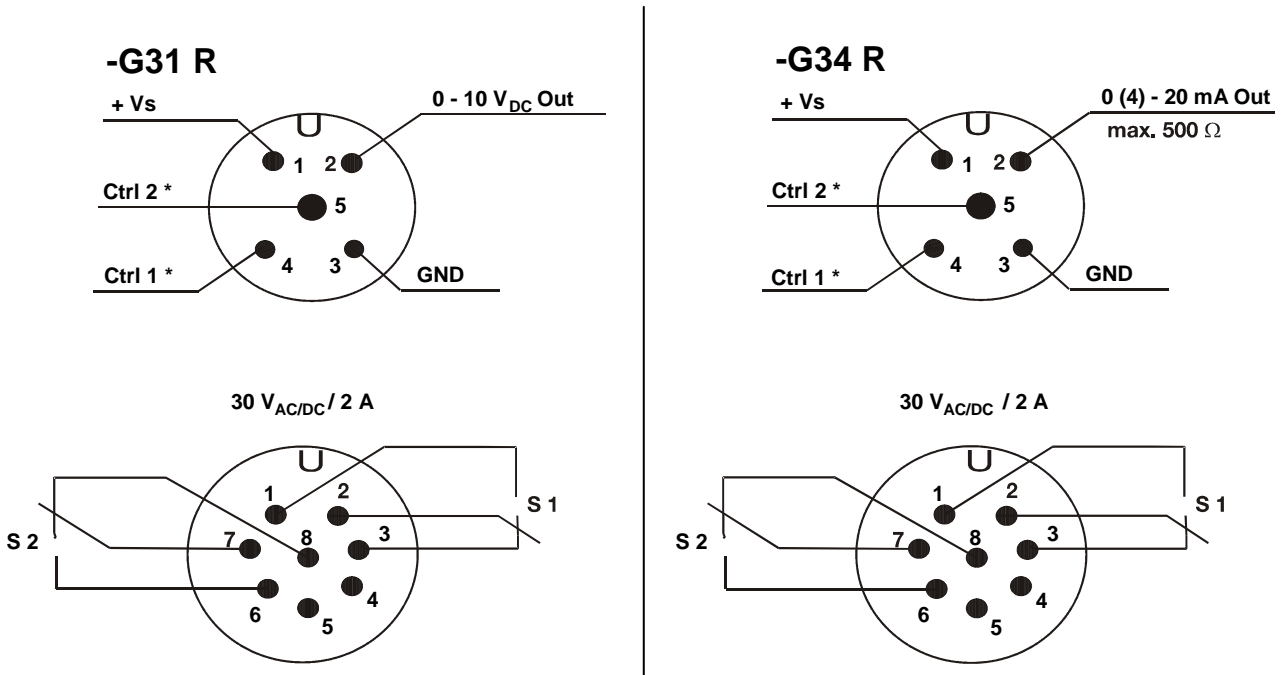 -G31 R
+ Vs
0 - 10 VDC Out
1 2
Ctrl 2 *
5
4 3
Ctrl 1 *
GND
30 VAC/DC / 2 A
1 2
S 1
3
7 8
S 2
4
6
5
-G34 R
+ Vs
0 (4) - 20 mA Out
max. 500 Ω
1 2
Ctrl 2 *
5
4 3
Ctrl 1 *
GND
30 VAC/DC / 2 A
1 2
S 1
3
7 8
S 2
4
6
5